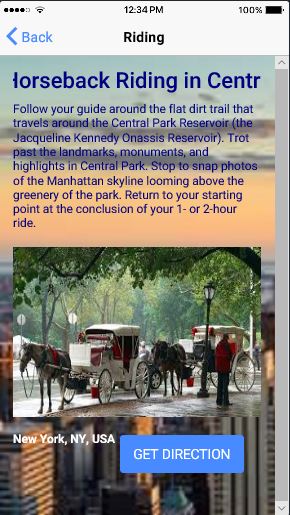 12:34 PM
100%
Back
Riding
Horseback Riding in Centr
Follow your guide around the flat dirt trail that
travels around the Central Park Reservoir (the
Jacqueline Kennedy Onassis Reservoir). Trot
past the landmarks, monuments, and
highlights in Central Park. Stop to snap photos
of the Manhattan skyline looming above the
greenery of the park. Return to your starting
point at the conclusion of your 1- or 2-hour
ride.
New York, NY, USA
GET DIRECTION